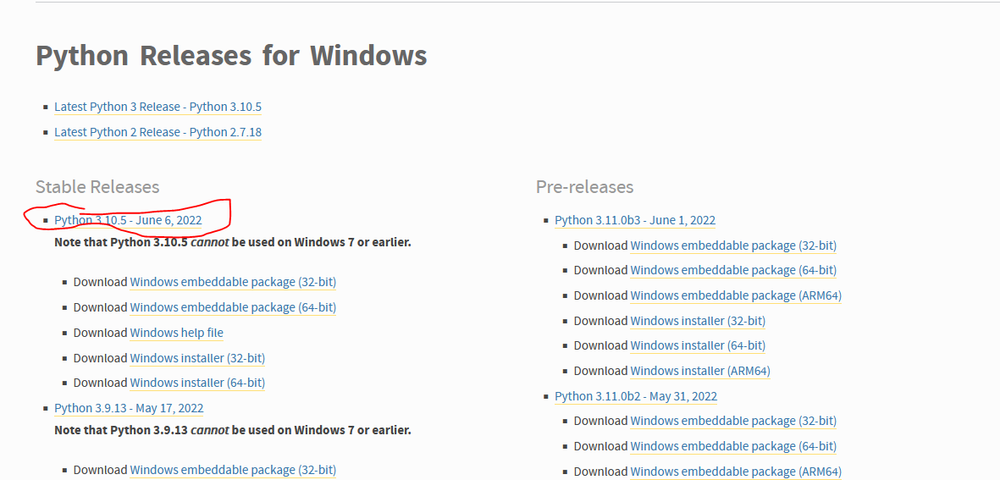 Python Releases for Windows
Latest Python 3 Release - Python 3.10.5
Latest Python 2 Release - Python 2.7.18
Stable Releases
Python 3.10.5 - June 6, 2022
Note that Python 3.10.5 cannot be used on Windows 7 or earlier.
Download Windows embeddable package (32-bit)
Download Windows embeddable package (64-bit)
Download Windows help file
Download Windows installer (32-bit)
Download Windows installer (64-bit)
Python 3.9.13 - May 17, 2022
Note that Python 3.9.13 cannot be used on Windows 7 or earlier.
Download Windows embeddable package (32-bit)
Pre-releases
Python 3.11.0b3 - June 1, 2022
Download Windows embeddable package (32-bit)
Download Windows embeddable package (64-bit)
Download Windows embeddable package (ARM64)
Download Windows installer (32-bit)
Download Windows installer (64-bit)
Download Windows installer (ARM64)
Python 3.11.0b2 - May 31, 2022
Download Windows embeddable package (32-bit)
Download Windows embeddable package (64-bit)
Download Windows embeddable package (ARM64)